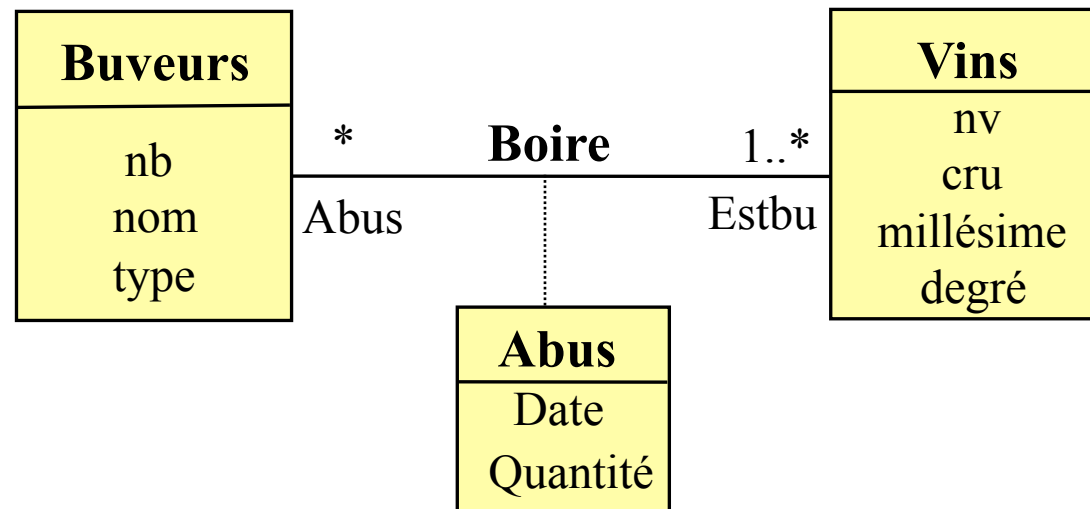 Buveurs
nb
nom
type
*
Boire
1..*
Abus
Estbu
Vins
nv
cru
millésime
degré
Abus
Date
Quantité